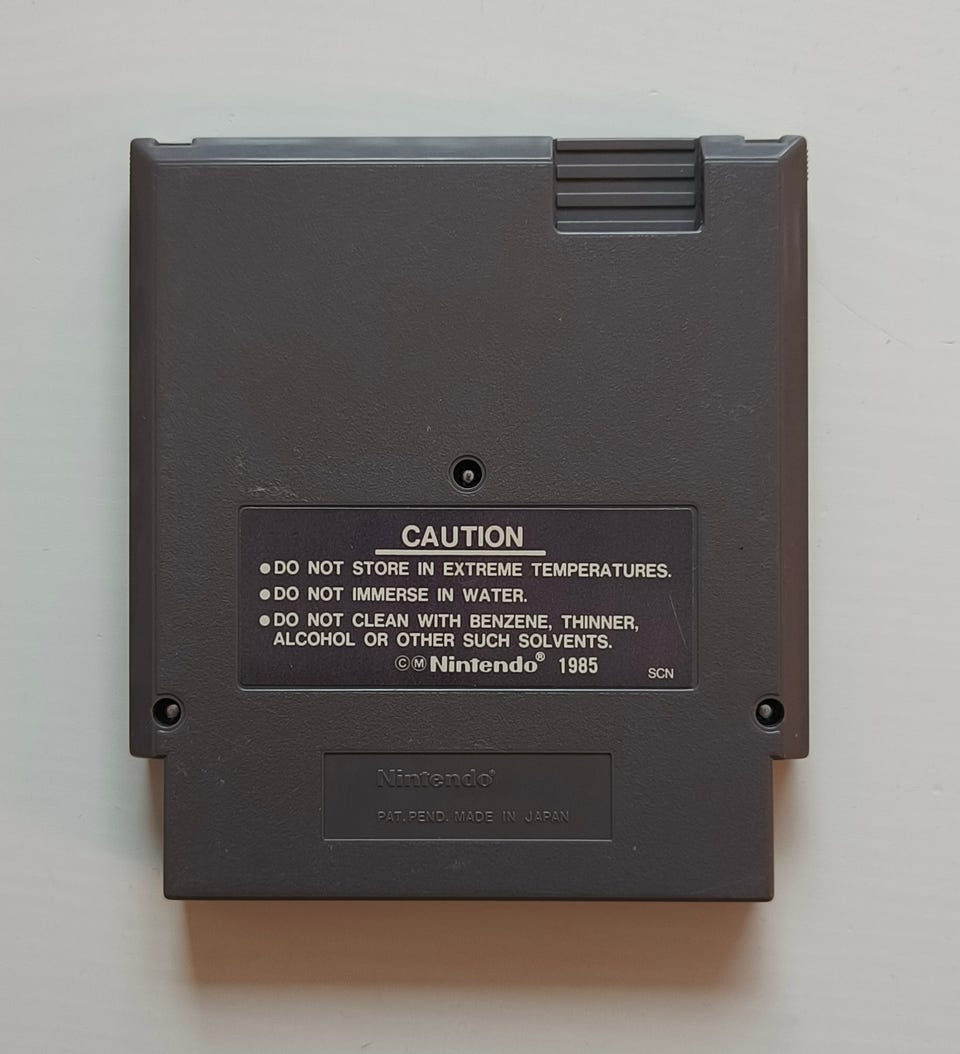 CAUTION
●DO NOT STORE IN EXTREME TEMPERATURES.
●DO NOT IMMERSE IN WATER.
●DO NOT CLEAN WITH BENZENE, THINNER,
ALCOHOL OR OTHER SUCH SOLVENTS.
©Ⓜ Nintendo® 1985
SCN
Nintendo®
PAT. PEND. MADE IN JAPAN